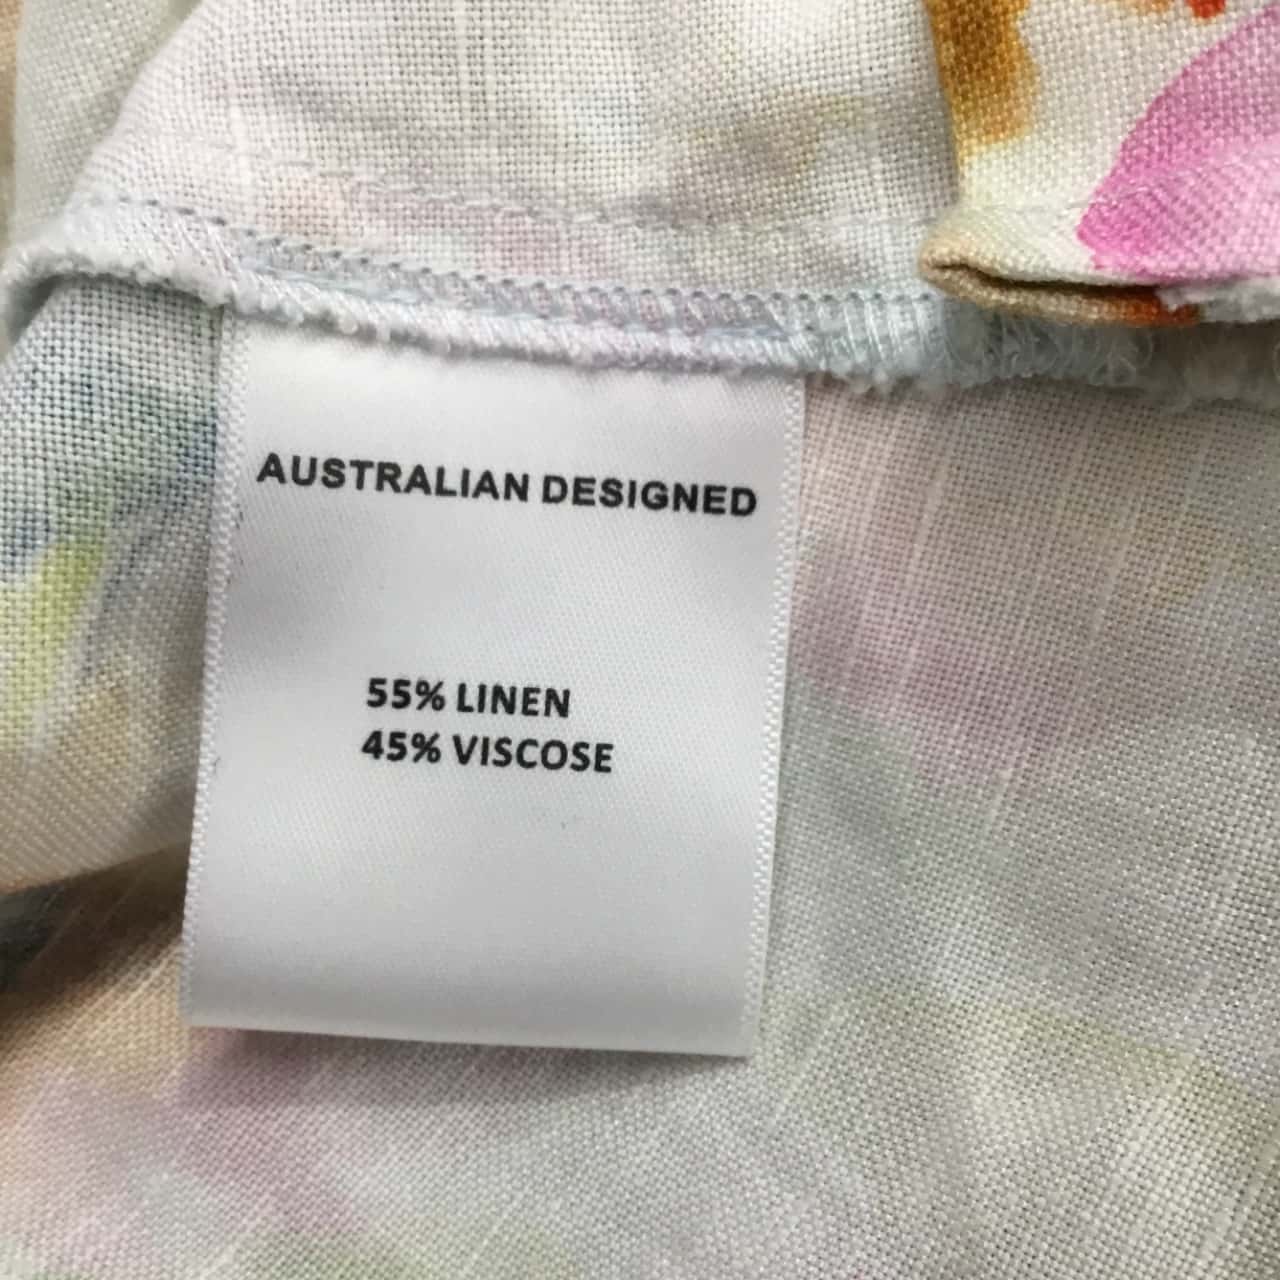 AUSTRALIAN DESIGNED
55% LINEN
45% VISCOSE